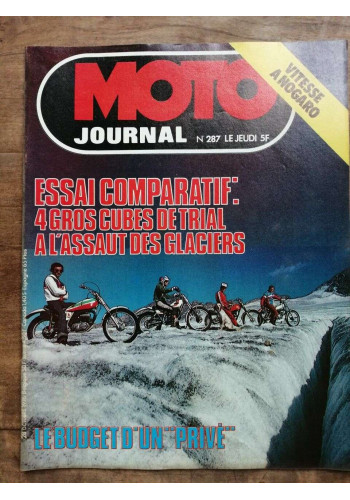 VITESSE
A NOGARO
MOTO
JOURNAL
N 287 LE JEUDI 5F
ESSAI COMPARATIF:
4 GROS CUBES DE TRIAL
A L'ASSAUT DES GLACIERS
LE BUDGET D'UN "PRIVÉ"